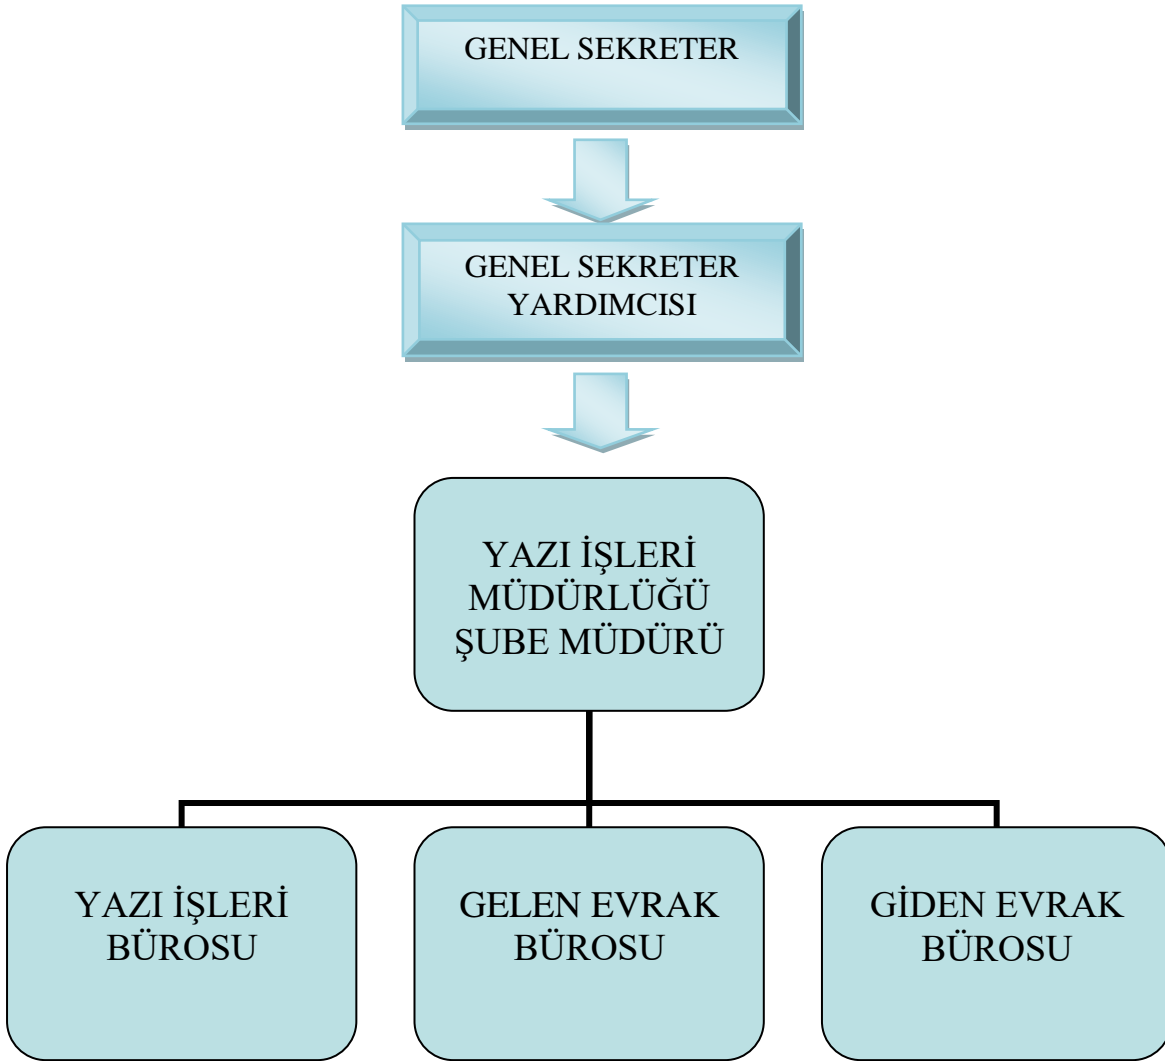 GENEL SEKRETER
GENEL SEKRETER
YARDIMCISI
YAZI İŞLERİ
MÜDÜRLÜĞÜ
ŞUBE MÜDÜRÜ
YAZI İŞLERİ
BÜROSU
GELEN EVRAK
BÜROSU
GİDEN EVRAK
BÜROSU